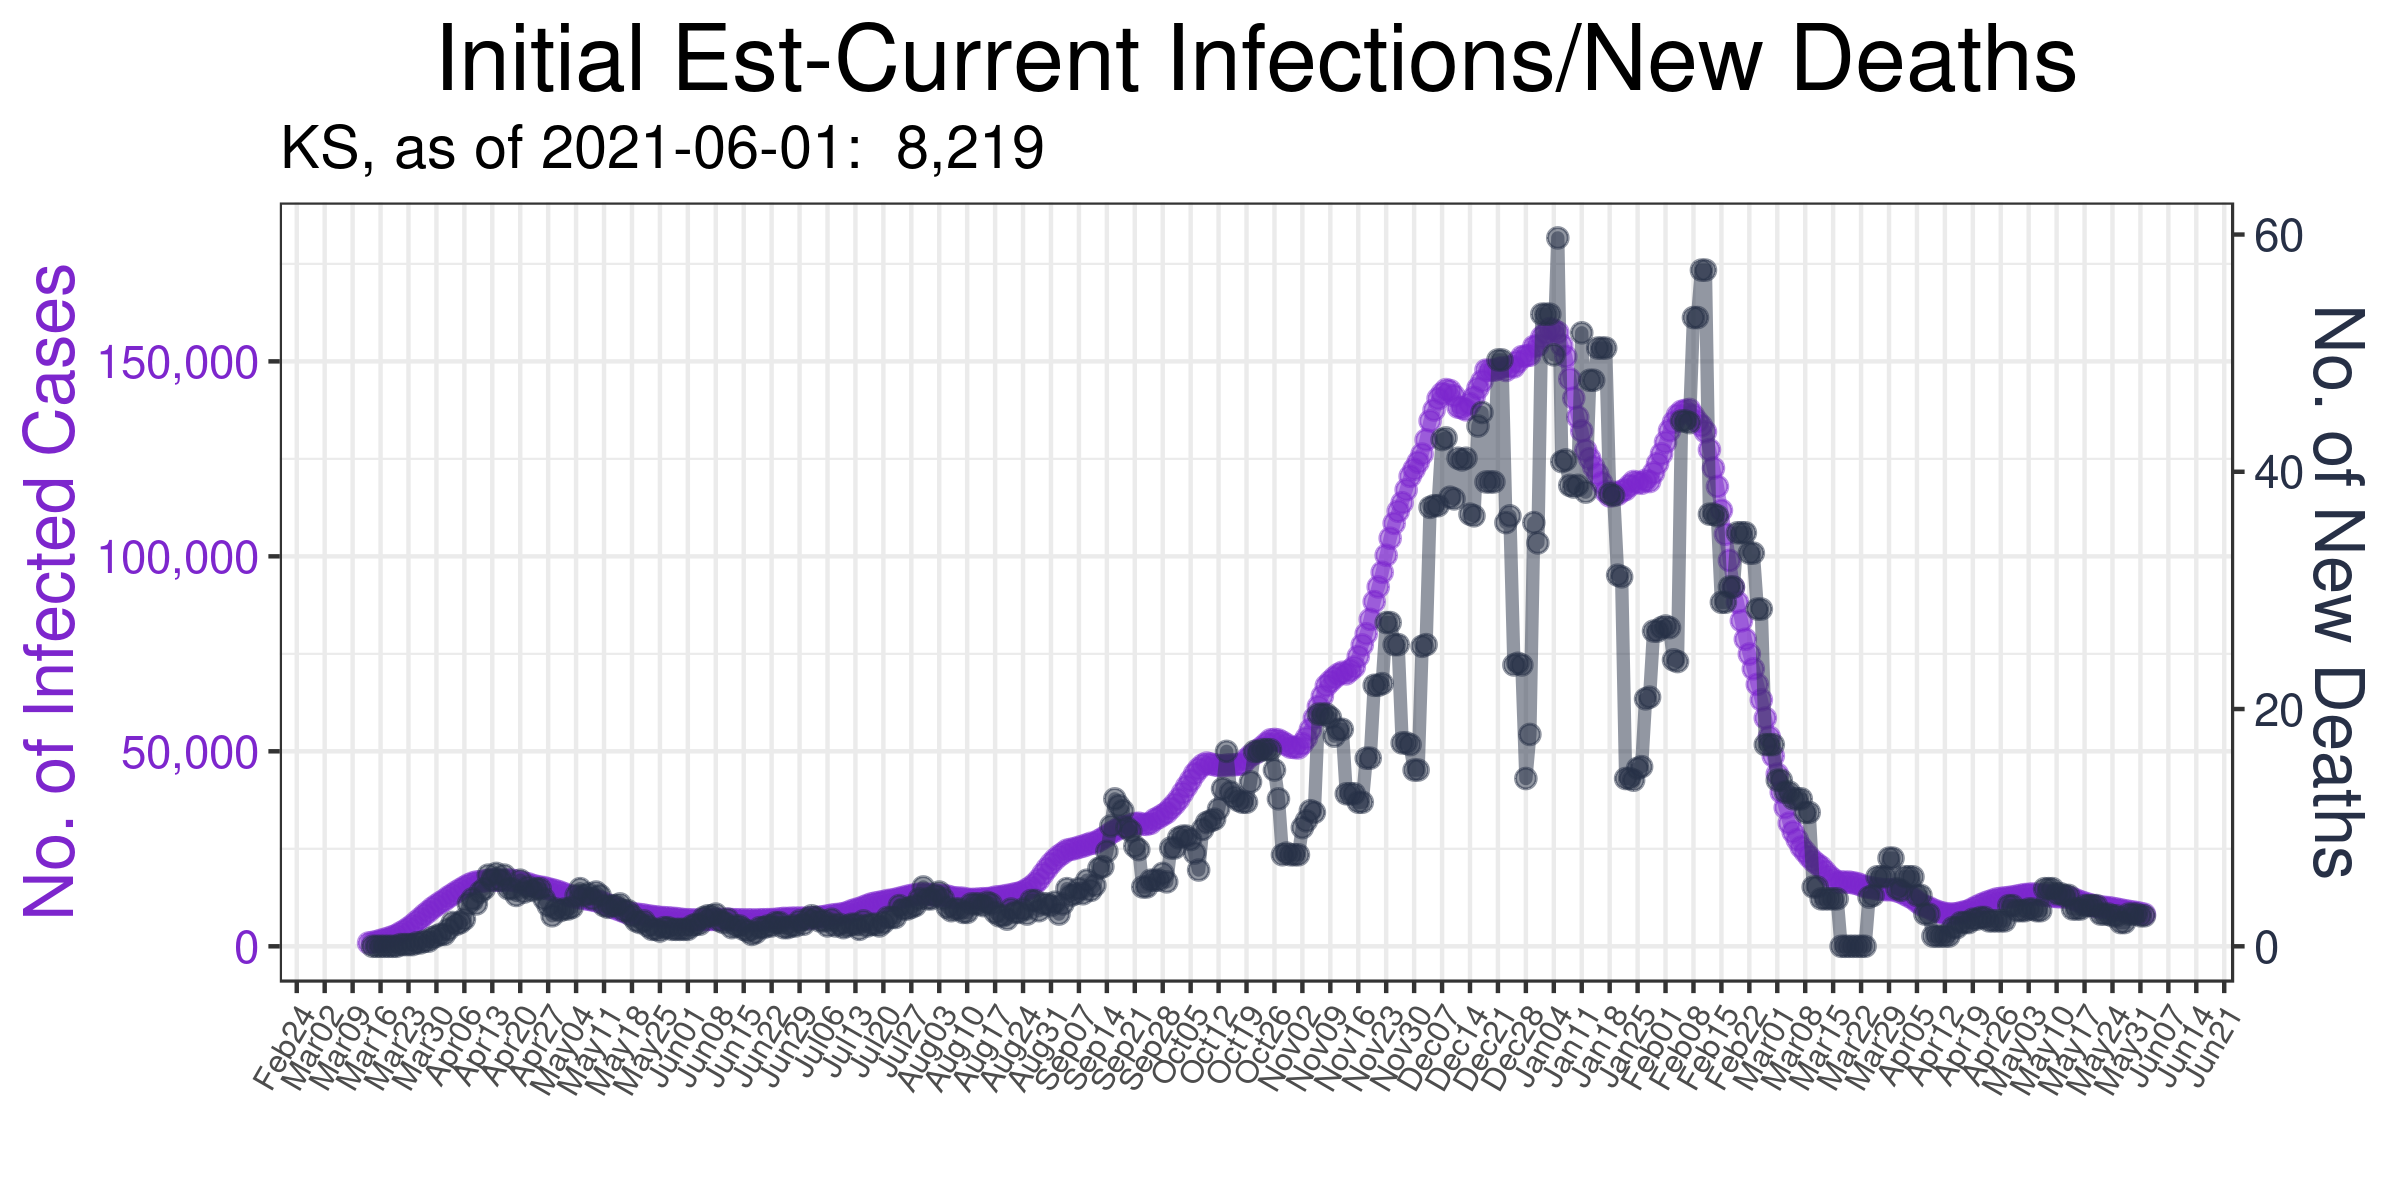 Initial Est-Current Infections/New Deaths
KS, as of 2021-06-01:  8,219
No. of Infected Cases
150,000
100,000
50,000
0
60
40
20
0
No. of New Deaths
Feb24
Mar02
Mar09
Mar16
Mar23
Mar30
Apr06
Apr13
Apr20
Apr27
May04
May11
May18
May25
Jun01
Jun08
Jun15
Jun22
Jun29
Jul06
Jul13
Jul20
Jul27
Aug03
Aug10
Aug17
Aug24
Aug31
Sep07
Sep14
Sep21
Sep28
Oct05
Oct12
Oct19
Oct26
Nov02
Nov09
Nov16
Nov23
Nov30
Dec07
Dec14
Dec21
Dec28
Jan04
Jan11
Jan18
Jan25
Feb01
Feb08
Feb15
Feb22
Mar01
Mar08
Mar15
Mar22
Mar29
Apr05
Apr12
Apr19
Apr26
May03
May10
May17
May24
May31
Jun07
Jun14
Jun21